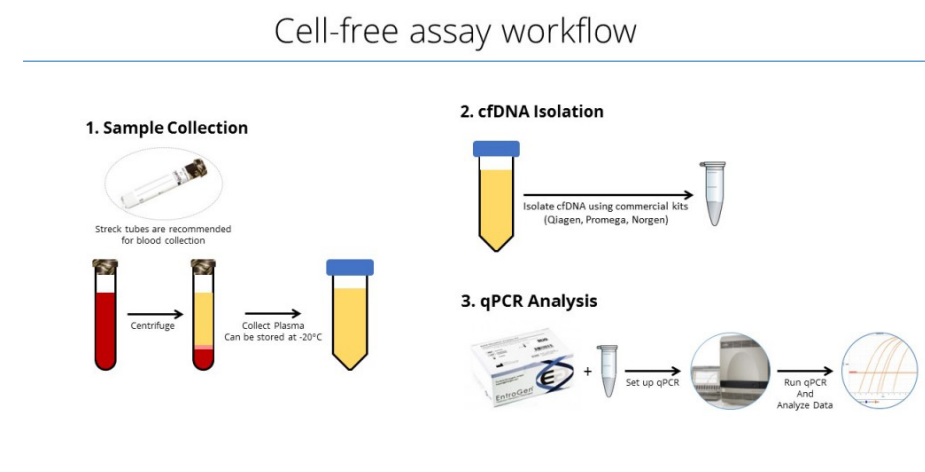 Cell-free assay workflow
1. Sample Collection
Streck tubes are recommended
for blood collection
Centrifuge
Collect Plasma
Can be stored at -20°C
2. cfDNA Isolation
Isolate cfDNA using commercial kits
(Qiagen, Promega, Norgen)
3. qPCR Analysis
EntroGen
+
Set up qPCR
Run qPCR
And
Analyze Data